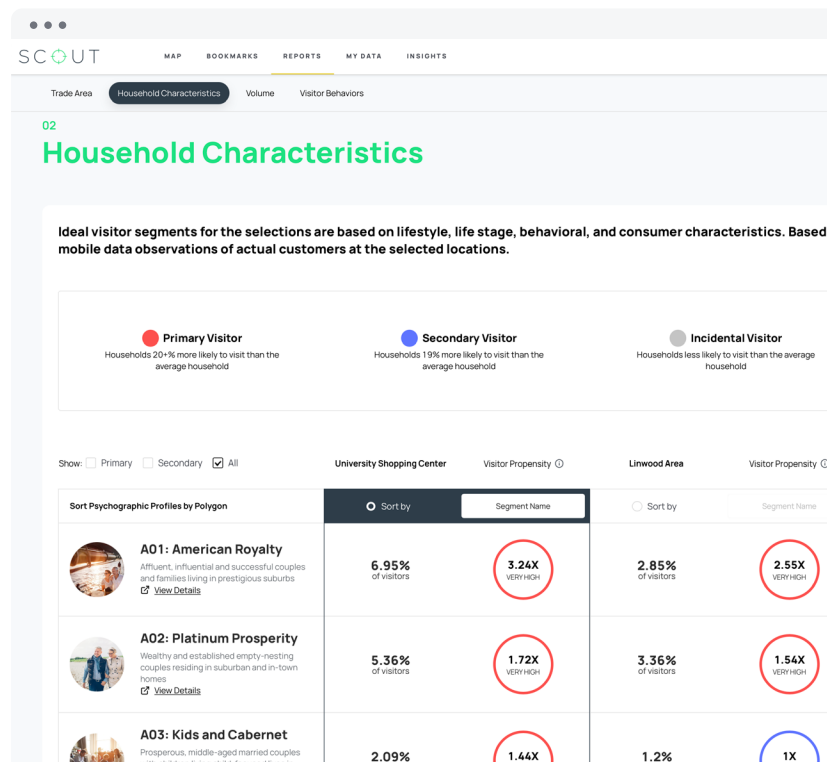 SCOUT
MAP BOOKMARKS REPORTS MY DATA INSIGHTS
Trade Area Household Characteristics Volume Visitor Behaviors
02
Household Characteristics
Ideal visitor segments for the selections are based on lifestyle, life stage, behavioral, and consumer characteristics. Based
mobile data observations of actual customers at the selected locations.
Primary Visitor
Households 20+% more likely to visit than the
average household
Secondary Visitor
Households 19% more likely to visit than the
average household
Incidental Visitor
Households less likely to visit than the average
household
Show: Primary Secondary All University Shopping Center Visitor Propensity Linwood Area Visitor Propensity
Sort Psychographic Profiles by Polygon Sort by Segment Name Sort by Segment Name
A01: American Royalty
Affluent, influential and successful couples
and families living in prestigious suburbs
View Details
6.95%
of visitors
3.24X
VERY HIGH
2.85%
of visitors
2.55X
VERY HIGH
A02: Platinum Prosperity
Wealthy and established empty-nesting
couples residing in suburban and in-town
homes
View Details
5.36%
of visitors
1.72X
VERY HIGH
3.36%
of visitors
1.54X
VERY HIGH
A03: Kids and Cabernet
Prosperous, middle-aged married couples
2.09%
1.44X
1.2%
1X